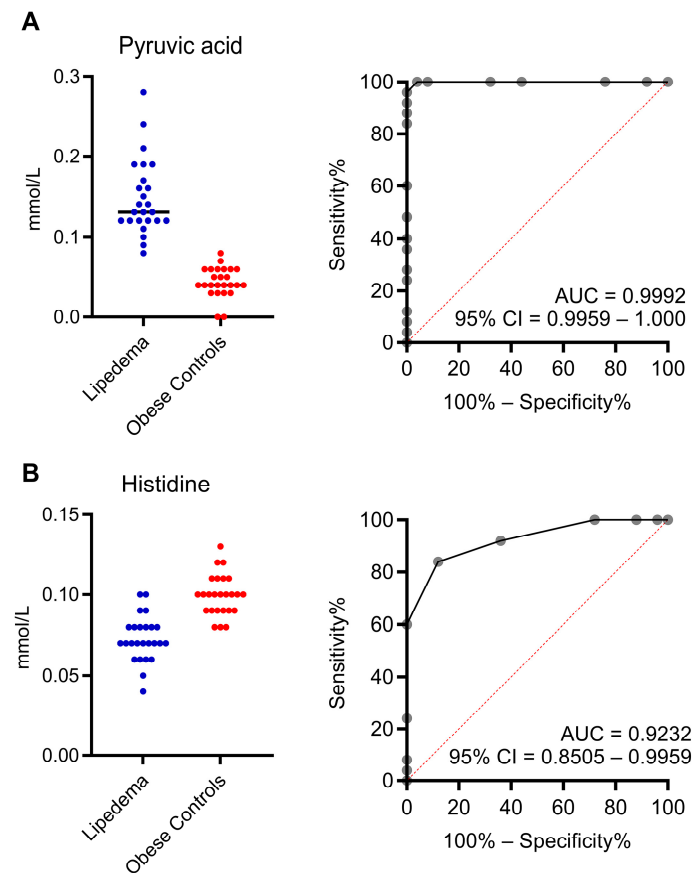 A
Pyruvic acid
0.3
0.2
0.1
0.0
mmol/L
Lipedema
Obese Controls
100
80
60
40
20
0
Sensitivity%
AUC = 0.9992
95% CI = 0.9959 – 1.000
0 20 40 60 80 100
100% – Specificity%
B
Histidine
0.15
0.10
0.05
0.00
mmol/L
Lipedema
Obese Controls
100
80
60
40
20
0
Sensitivity%
AUC = 0.9232
95% CI = 0.8505 – 0.9959
0 20 40 60 80 100
100% – Specificity%